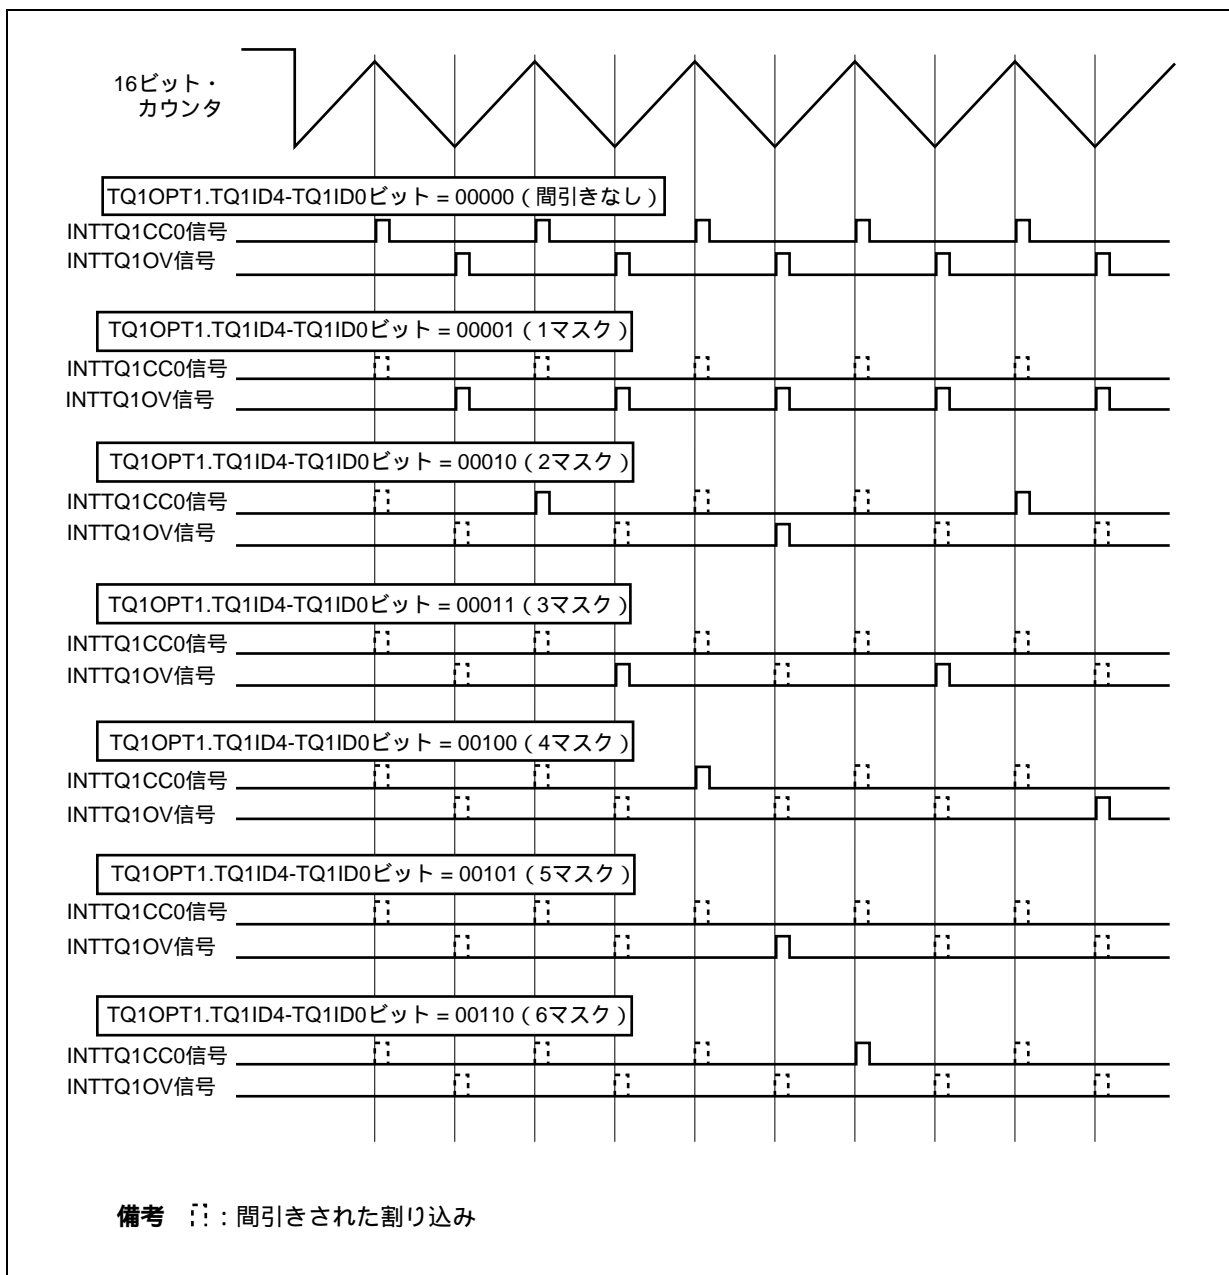 16ビット・
カウンタ
TQ1OPT1.TQ1ID4-TQ1ID0ビット = 00000（間引きなし）
INTTQ1CC0信号
INTTQ1OV信号
TQ1OPT1.TQ1ID4-TQ1ID0ビット = 00001（1マスク）
INTTQ1CC0信号
INTTQ1OV信号
TQ1OPT1.TQ1ID4-TQ1ID0ビット = 00010（2マスク）
INTTQ1CC0信号
INTTQ1OV信号
TQ1OPT1.TQ1ID4-TQ1ID0ビット = 00011（3マスク）
INTTQ1CC0信号
INTTQ1OV信号
TQ1OPT1.TQ1ID4-TQ1ID0ビット = 00100（4マスク）
INTTQ1CC0信号
INTTQ1OV信号
TQ1OPT1.TQ1ID4-TQ1ID0ビット = 00101（5マスク）
INTTQ1CC0信号
INTTQ1OV信号
TQ1OPT1.TQ1ID4-TQ1ID0ビット = 00110（6マスク）
INTTQ1CC0信号
INTTQ1OV信号
備考 ：間引きされた割り込み